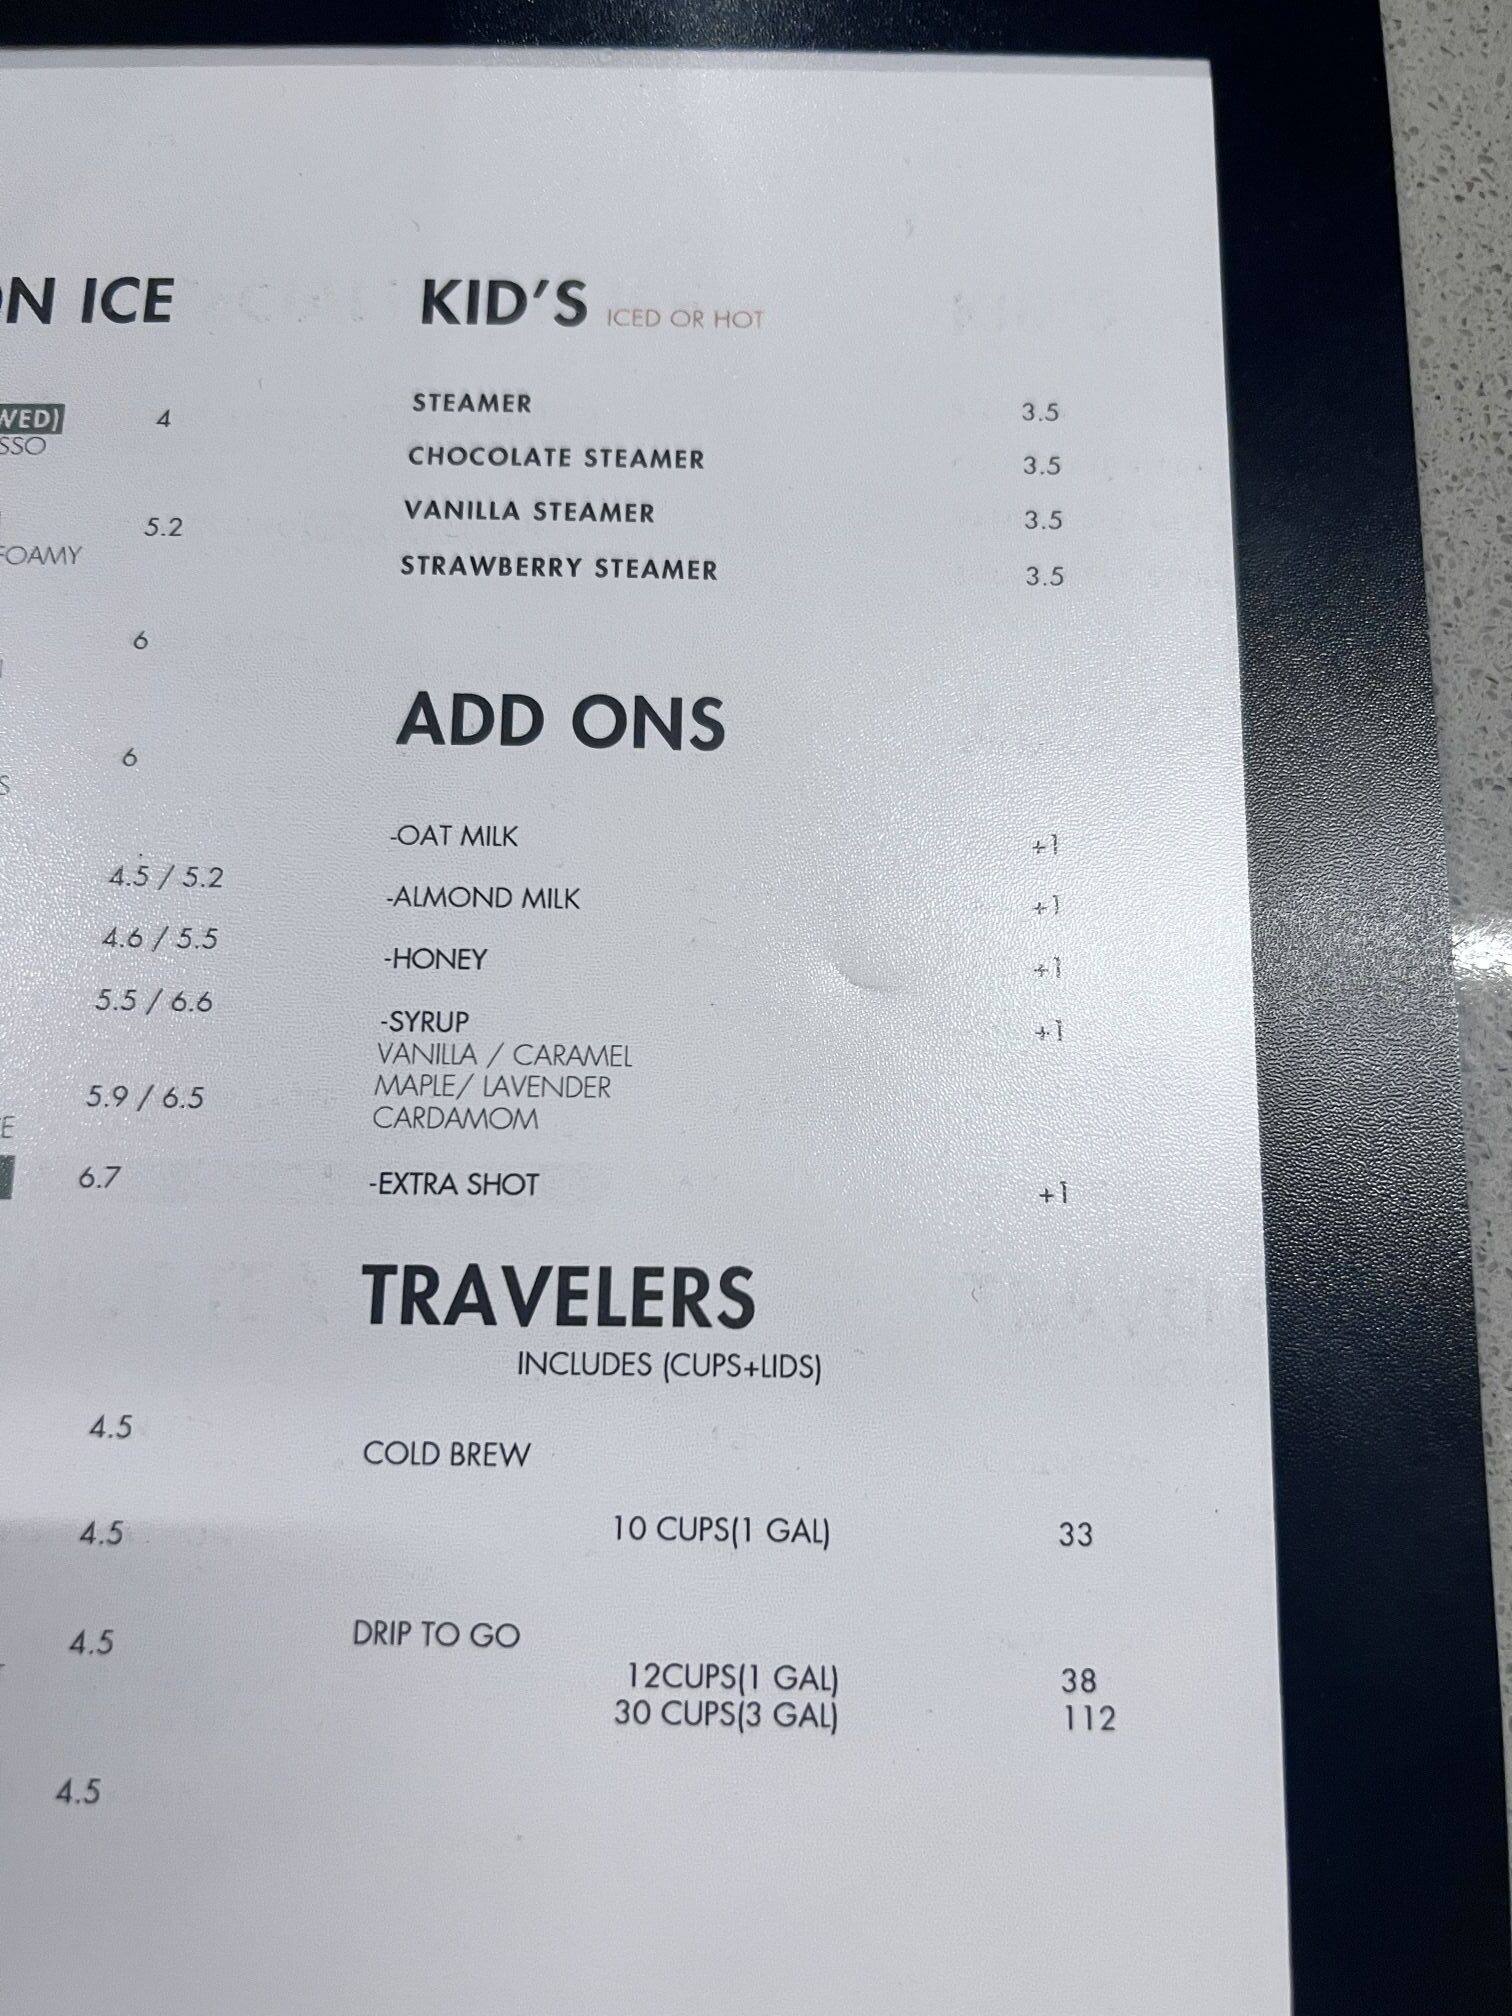 ON ICE
4
SSO
5.2
FOAMY
6
6
4.5 / 5.2
4.6 / 5.5
5.5 / 6.6
5.9 / 6.5
6.7
4.5
4.5
4.5
4.5
KID'S ICED OR HOT
STEAMER 3.5
CHOCOLATE STEAMER 3.5
VANILLA STEAMER 3.5
STRAWBERRY STEAMER 3.5
ADD ONS
-OAT MILK +1
-ALMOND MILK +1
-HONEY +1
-SYRUP +1
VANILLA / CARAMEL
MAPLE/ LAVENDER
CARDAMOM
-EXTRA SHOT +1
TRAVELERS
INCLUDES (CUPS+LIDS)
COLD BREW
10 CUPS(1 GAL) 33
DRIP TO GO
12CUPS(1 GAL) 38
30 CUPS(3 GAL) 112